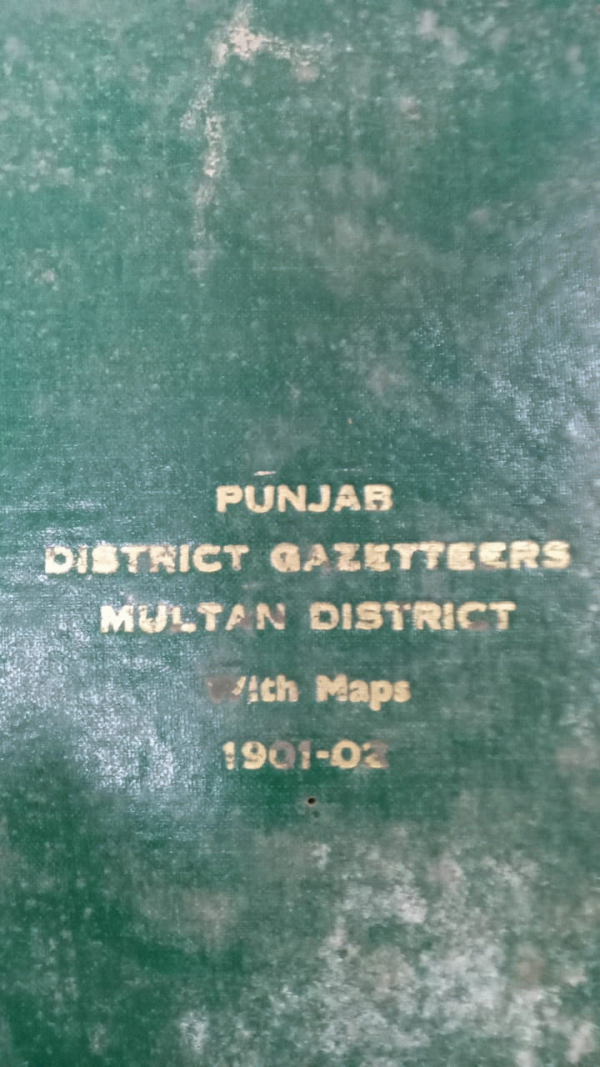 PUNJAB
DISTRICT GAZETTEERS
MULTAN DISTRICT
With Maps
1901-02